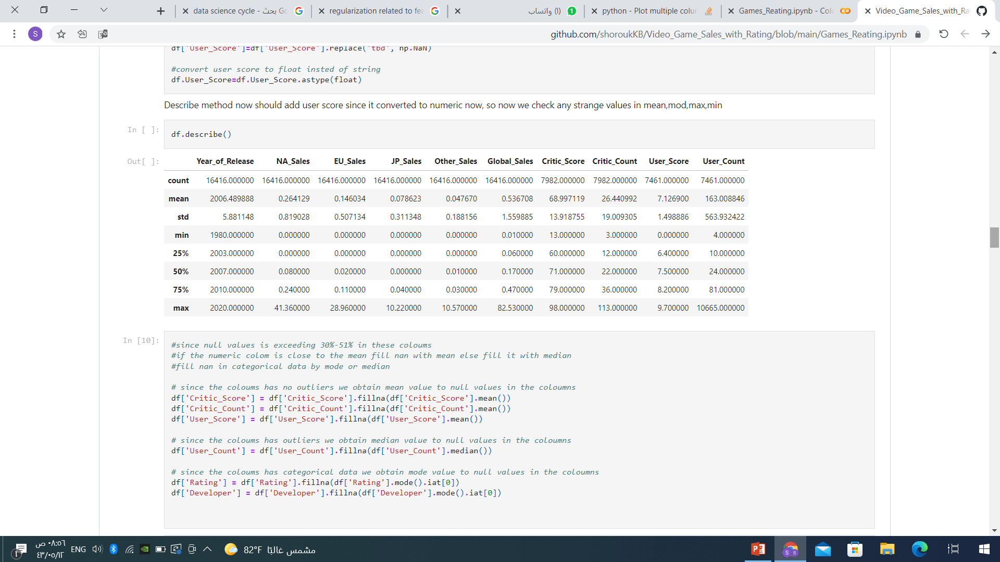 data science cycle - بحث Go
regularization related to fea
(1) واتساب
python - Plot multiple colur
Games_Reating.ipynb - Cola
Video_Game_Sales_with_Ra
S
github.com/shoroukKB/Video_Game_Sales_with_Rating/blob/main/Games_Reating.ipynb
df['User_Score']=df['User_Score'].replace('tbd', np.NaN)
#convert user score to float insted of string
df.User_Score=df.User_Score.astype(float)
Describe method now should add user score since it converted to numeric now, so now we check any strange values in mean,mod,max,min
In [ ]:
df.describe()
Out[ ]:
Year_of_Release NA_Sales EU_Sales JP_Sales Other_Sales Global_Sales Critic_Score Critic_Count User_Score User_Count
count 16416.000000 16416.000000 16416.000000 16416.000000 16416.000000 16416.000000 7982.000000 7982.000000 7461.000000 7461.000000
mean 2006.489888 0.264129 0.146034 0.078623 0.047670 0.536708 68.997119 26.440992 7.126900 163.008846
std 5.881148 0.819028 0.507134 0.311348 0.188156 1.559885 13.918755 19.009305 1.498886 563.932422
min 1980.000000 0.000000 0.000000 0.000000 0.000000 0.010000 13.000000 3.000000 0.000000 4.000000
25% 2003.000000 0.000000 0.000000 0.000000 0.000000 0.060000 60.000000 12.000000 6.400000 10.000000
50% 2007.000000 0.080000 0.020000 0.000000 0.010000 0.170000 71.000000 22.000000 7.500000 24.000000
75% 2010.000000 0.240000 0.110000 0.040000 0.030000 0.470000 79.000000 36.000000 8.200000 81.000000
max 2020.000000 41.360000 28.960000 10.220000 10.570000 82.530000 98.000000 113.000000 9.700000 10665.000000
In [10]:
#since null values is exceeding 30%-51% in these coloums
#if the numeric colom is close to the mean fill nan with mean else fill it with median
#fill nan in categorical data by mode or median
# since the coloums has no outliers we obtain mean value to null values in the coloumns
df['Critic_Score'] = df['Critic_Score'].fillna(df['Critic_Score'].mean())
df['Critic_Count'] = df['Critic_Count'].fillna(df['Critic_Count'].mean())
df['User_Score'] = df['User_Score'].fillna(df['User_Score'].mean())
# since the coloums has outliers we obtain median value to null values in the coloumns
df['User_Count'] = df['User_Count'].fillna(df['User_Count'].median())
# since the coloums has categorical data we obtain mode value to null values in the coloumns
df['Rating'] = df['Rating'].fillna(df['Rating'].mode().iat[0])
df['Developer'] = df['Developer'].fillna(df['Developer'].mode().iat[0])
٠٨:٥٦ ص
٤٣/٠٥/١٢
ENG
82°F مشمس غالبًا